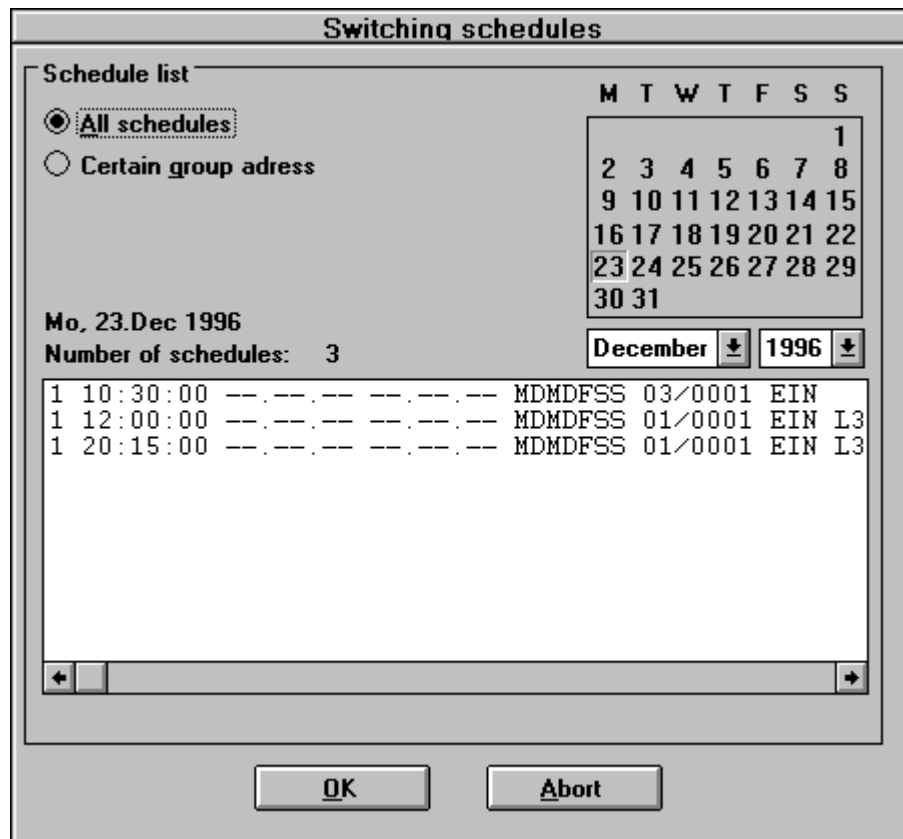 Switching schedules
Schedule list
All schedules
Certain group adress
M T W T F S S
1
2 3 4 5 6 7 8
9 10 11 12 13 14 15
16 17 18 19 20 21 22
23 24 25 26 27 28 29
30 31
Mo, 23.Dec 1996
Number of schedules: 3
December 1996
1 10:30:00 --.--.-- --.--.-- MDMDFSS 03/0001 EIN
1 12:00:00 --.--.-- --.--.-- MDMDFSS 01/0001 EIN L3
1 20:15:00 --.--.-- --.--.-- MDMDFSS 01/0001 EIN L3
OK Abort